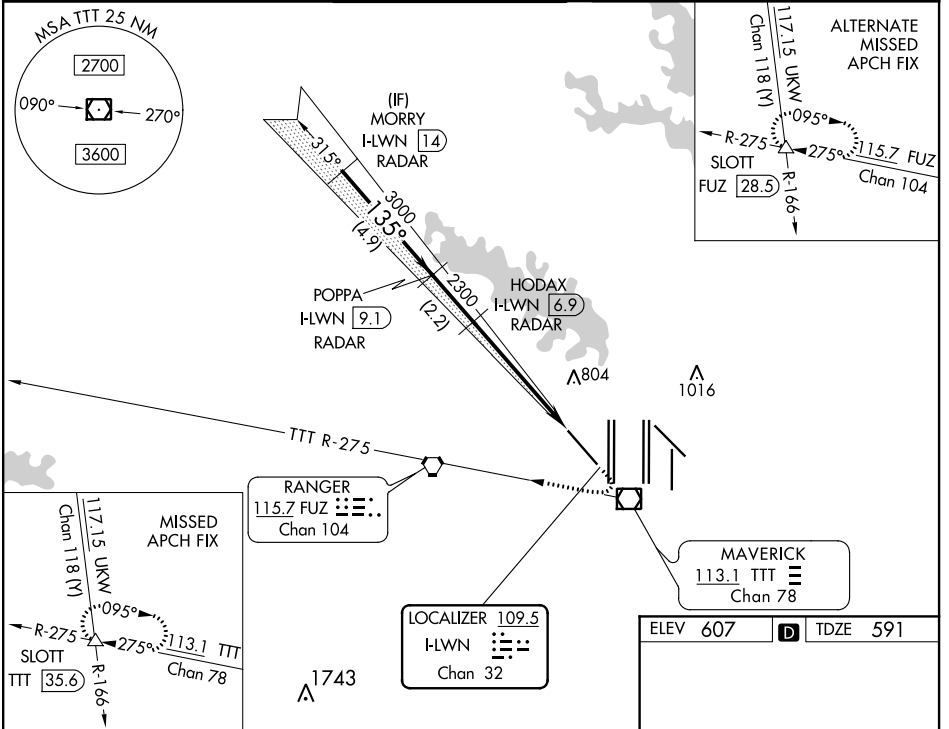 MSA TTT 25 NM
2700
090°
270°
3600
(IF)
MORRY
I-LWN 14
RADAR
315°
3000
135°
(4.9)
2300
(2.2)
POPPA
I-LWN 9.1
RADAR
HODAX
I-LWN 6.9
RADAR
804
1016
ALTERNATE
MISSED
APCH FIX
117.15 UKW
Chan 118 (Y)
095°
R-275
275°
115.7 FUZ
Chan 104
SLOTT
FUZ 28.5
R-166
TTT R-275
RANGER
115.7 FUZ
Chan 104
MAVERICK
113.1 TTT
Chan 78
LOCALIZER 109.5
I-LWN
Chan 32
MISSED
APCH FIX
117.15 UKW
Chan 118 (Y)
095°
R-275
275°
113.1 TTT
Chan 78
SLOTT
TTT 35.6
R-166
1743
ELEV 607 D TDZE 591